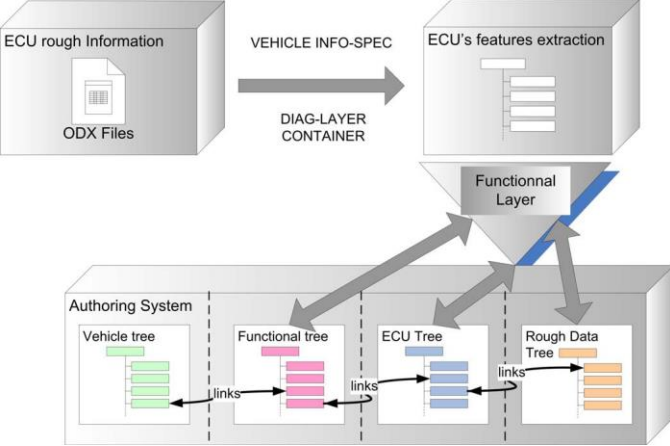 ECU rough Information
ODX Files
VEHICLE INFO-SPEC
DIAG-LAYER
CONTAINER
ECU's features extraction
Functionnal
Layer
Authoring System
Vehicle tree
Functional tree
ECU Tree
Rough Data
Tree
links
links
links